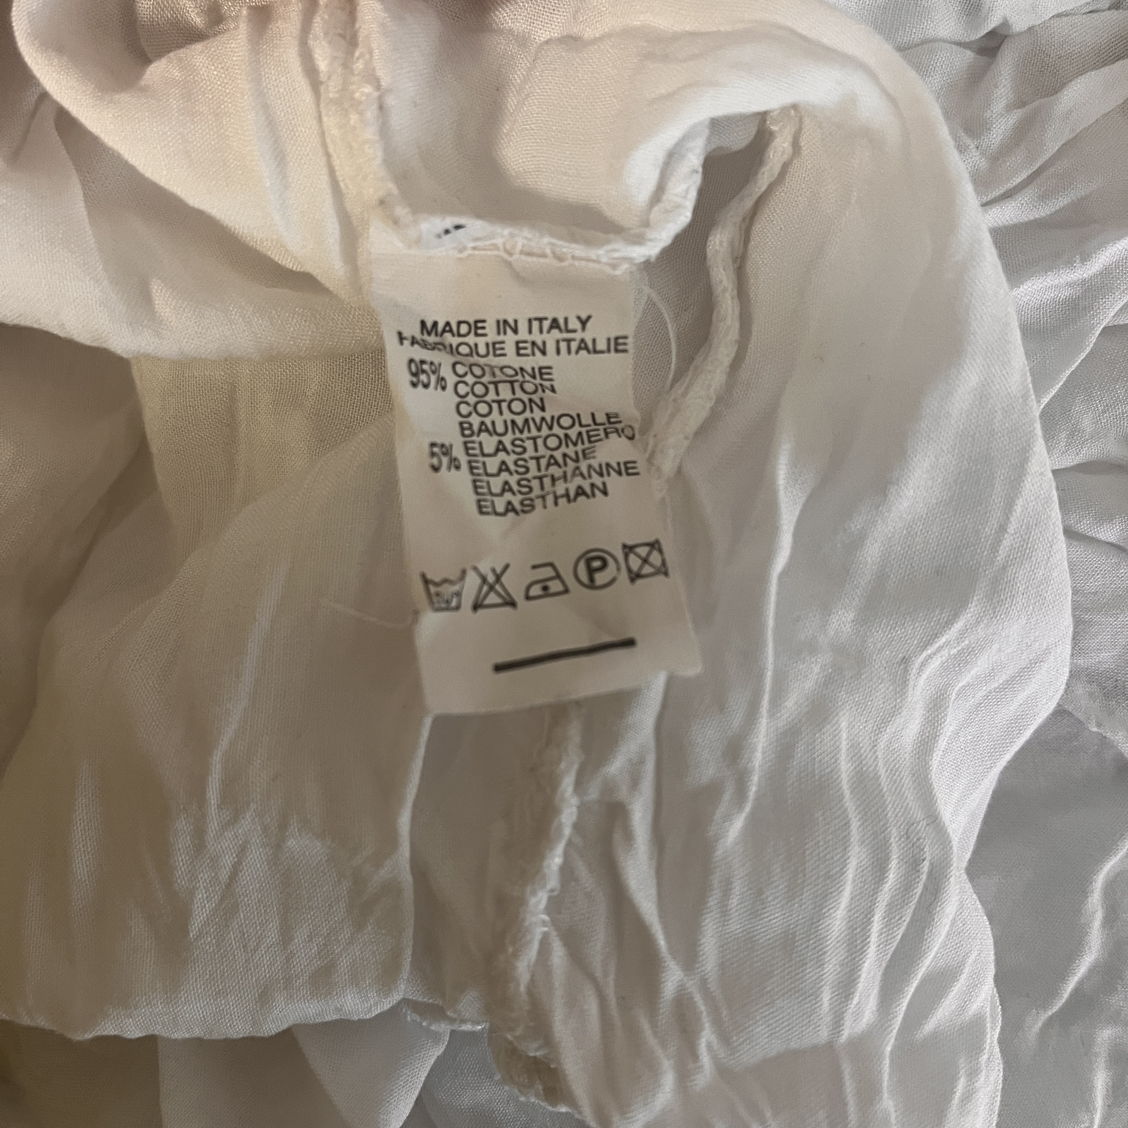 MADE IN ITALY
FABRIQUE EN ITALIE
95% COTONE
COTTON
COTON
BAUMWOLLE
5% ELASTOMERO
ELASTANE
ELASTHANNE
ELASTHAN
P